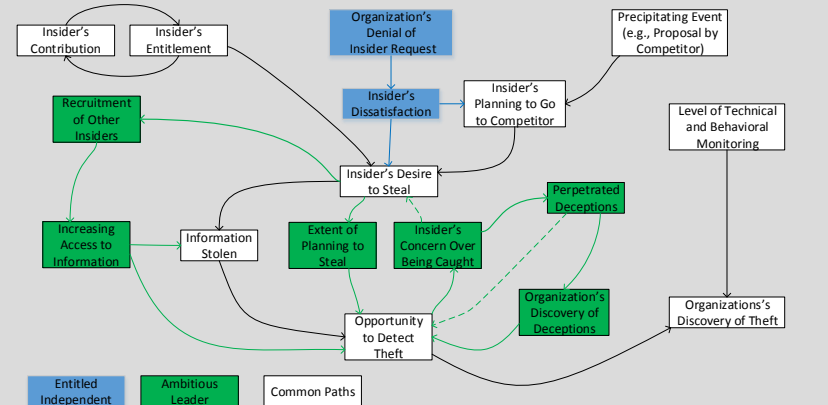 Insider's
Contribution
Insider's
Entitlement
Organization's
Denial of
Insider Request
Precipitating Event
(e.g., Proposal by
Competitor)
Recruitment
of Other
Insiders
Insider's
Dissatisfaction
Insider's
Planning to Go
to Competitor
Level of Technical
and Behavioral
Monitoring
Insider's Desire
to Steal
Perpetrated
Deceptions
Increasing
Access to
Information
Information
Stolen
Extent of
Planning to
Steal
Insider's
Concern Over
Being Caught
Organization's
Discovery of
Deceptions
Organizations's
Discovery of Theft
Opportunity
to Detect
Theft
Entitled
Independent
Ambitious
Leader
Common Paths